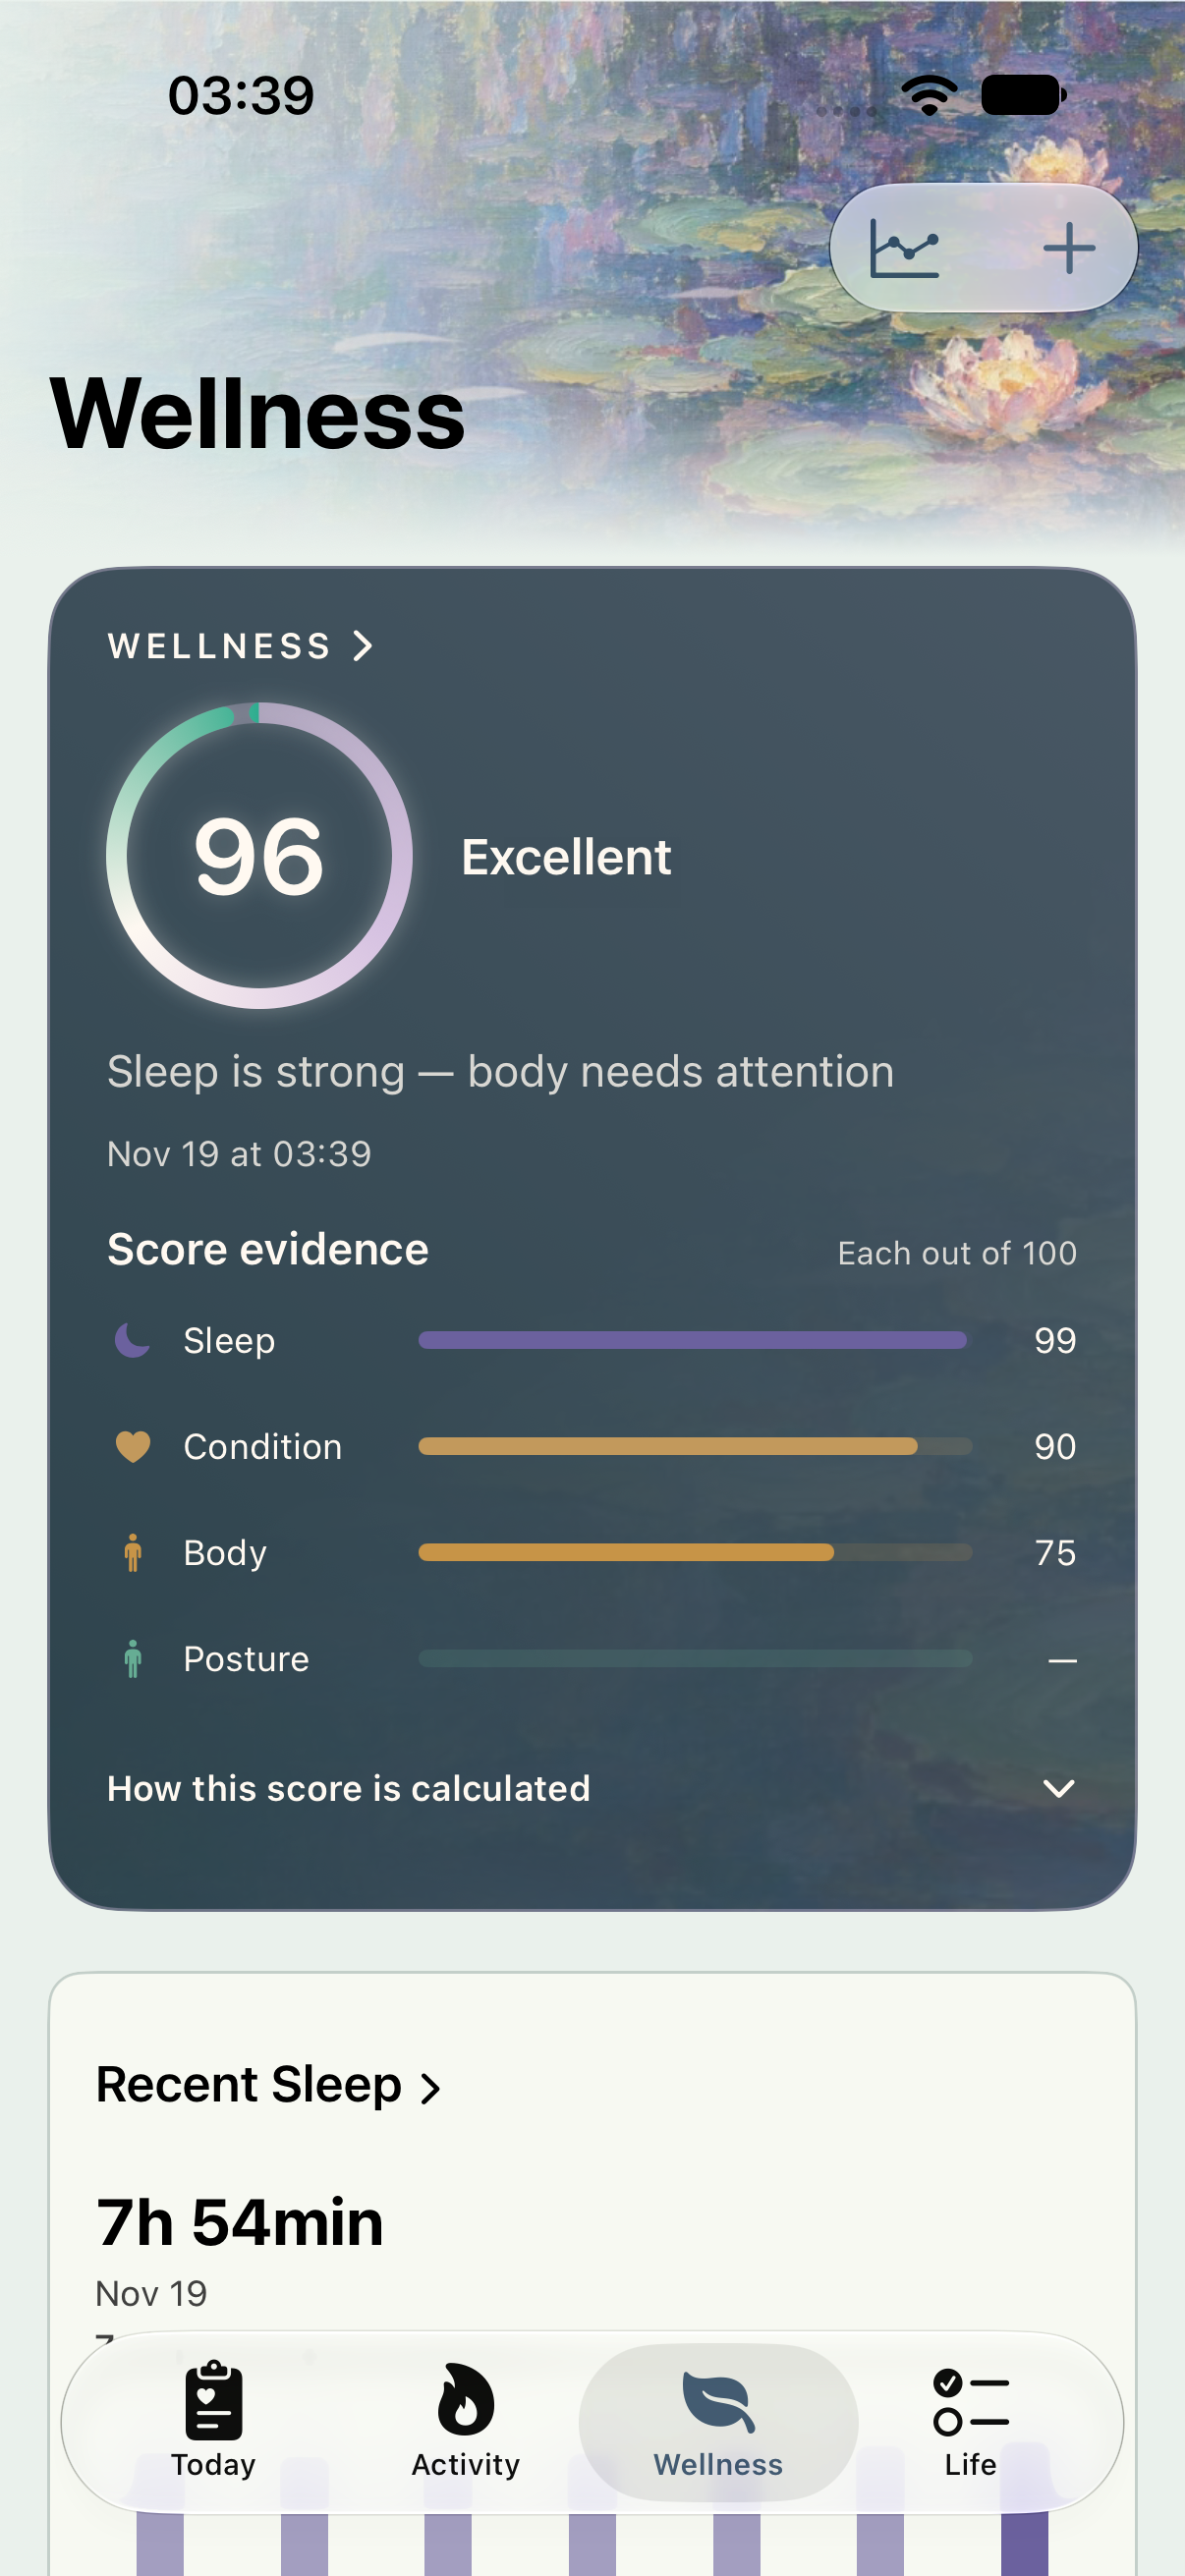 03:39
Wellness
WELLNESS
96
Excellent
Sleep is strong — body needs attention
Nov 19 at 03:39
Score evidence
Each out of 100
Sleep
99
Condition
90
Body
75
Posture
—
How this score is calculated
Recent Sleep
7h 54min
Nov 19
Today
Activity
Wellness
Life